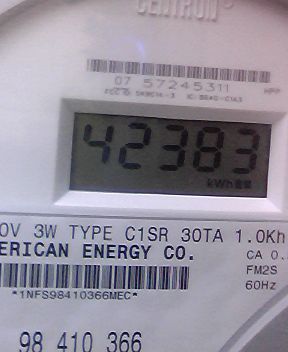 CENTRON®
07 57245311
42383
kWh
0V 3W TYPE C1SR 30TA 1.0Kh
ERICAN ENERGY CO.
CA 0.
FM2S
*1NFS98410366MEC*
60Hz
98 410 366